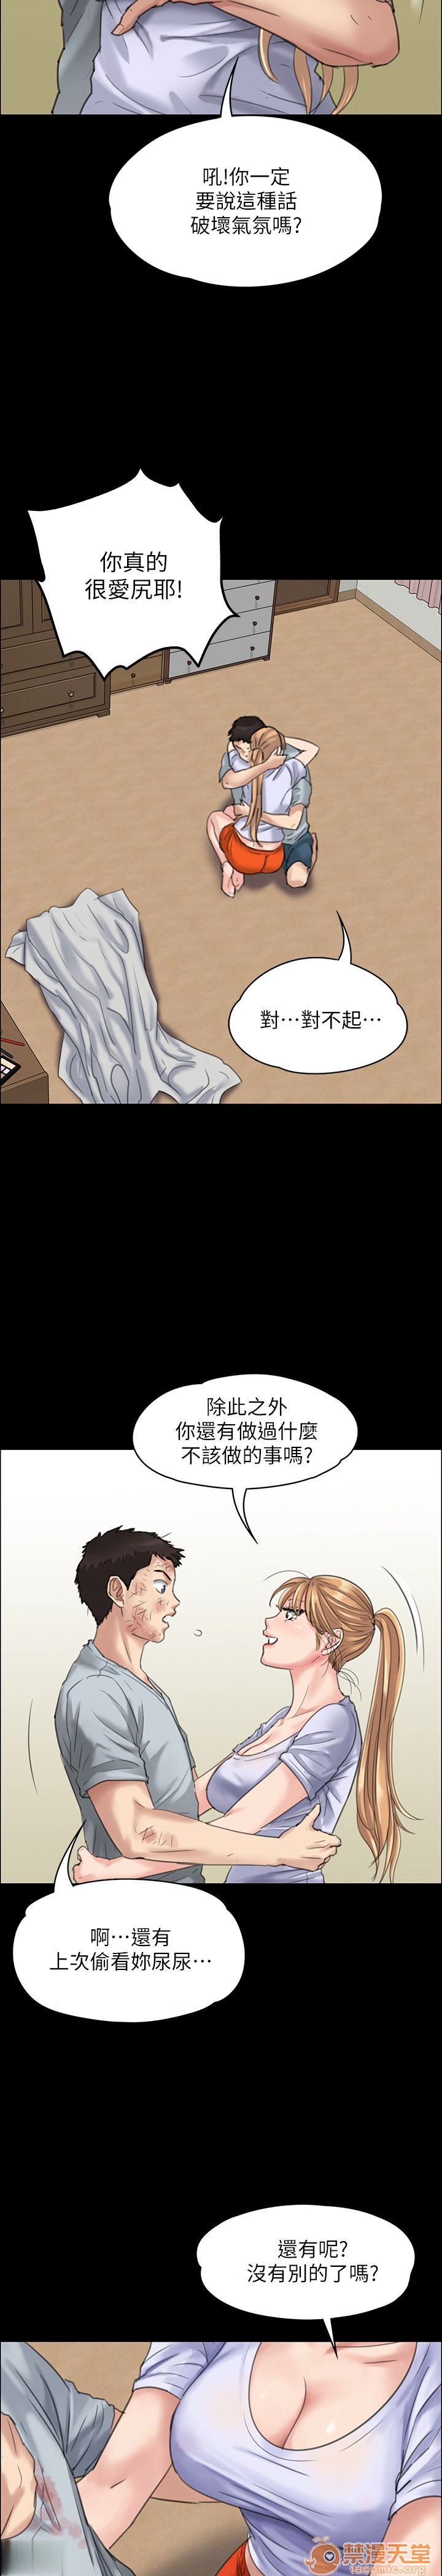 吼!你一定
要說這種話
破壞氣氛嗎?
你真的
很愛尻耶!
對⋯對不起⋯
除此之外
你還有做過什麼
不該做的事嗎?
啊⋯還有
上次偷看妳尿尿⋯
還有呢?
沒有別的了嗎?
禁漫天堂
18comic.org